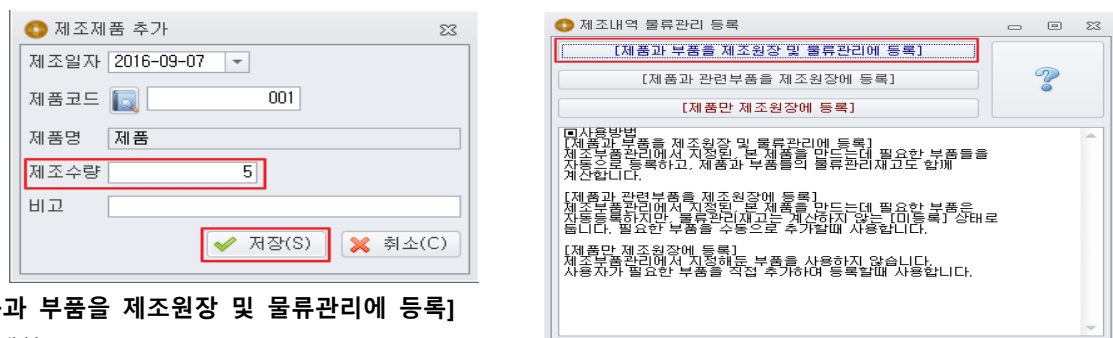 제조제품 추가
제조일자 2016-09-07
제품코드 001
제품명 제품
제조수량 5
비고
저장(S) 취소(C)
과 부품을 제조원장 및 물류관리에 등록]
제조내역 물류관리 등록
[제품과 부품을 제조원장 및 물류관리에 등록]
[제품과 관련부품을 제조원장에 등록]
[제품만 제조원장에 등록]
▣사용방법
[제품과 부품을 제조원장 및 물류관리에 등록]
제조부품관리에서 지정된, 본 제품을 만드는데 필요한 부품들을
자동으로 등록하고, 제품과 부품들의 물류관리재고도 함께
계산합니다.
[제품과 관련부품을 제조원장에 등록]
제조부품관리에서 지정된, 본 제품을 만드는데 필요한 부품은
자동등록하지만, 물류관리재고는 계산하지 않는 [미등록] 상태로
둡니다. 필요한 부품을 수동으로 추가할때 사용합니다.
[제품만 제조원장에 등록]
제조부품관리에서 지정해둔 부품을 사용하지 않습니다.
사용자가 필요한 부품을 직접 추가하여 등록할때 사용합니다.